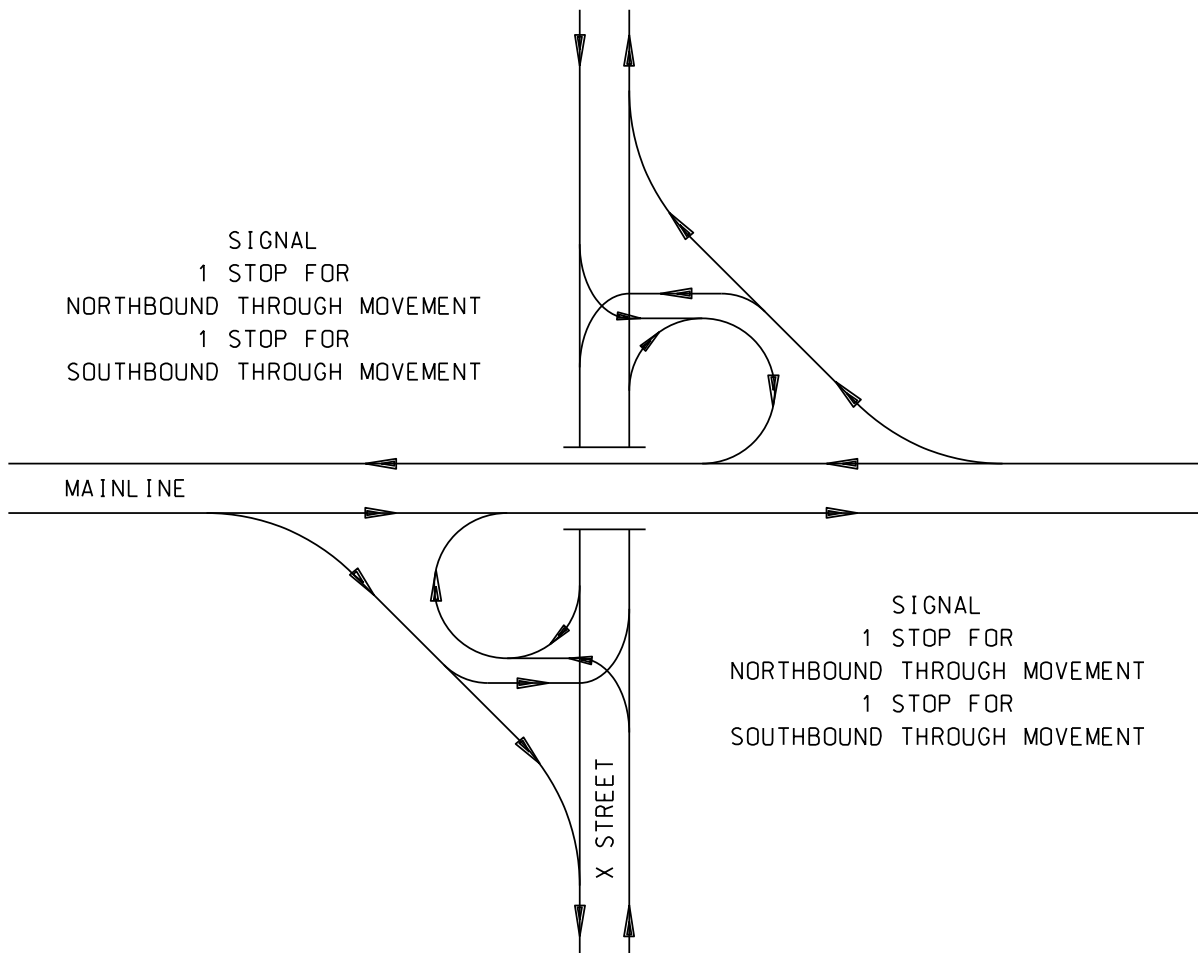 SIGNAL
1 STOP FOR
NORTHBOUND THROUGH MOVEMENT
1 STOP FOR
SOUTHBOUND THROUGH MOVEMENT
MAINLINE
SIGNAL
1 STOP FOR
NORTHBOUND THROUGH MOVEMENT
1 STOP FOR
SOUTHBOUND THROUGH MOVEMENT
X STREET